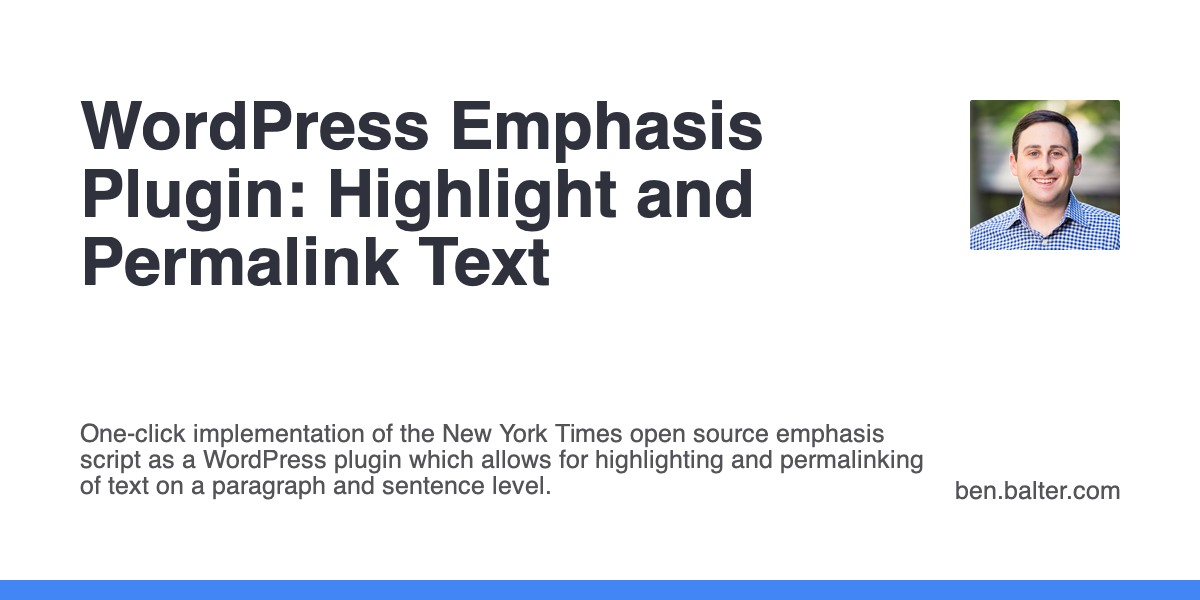 WordPress Emphasis
Plugin: Highlight and
Permalink Text
One-click implementation of the New York Times open source emphasis
script as a WordPress plugin which allows for highlighting and permalinking
of text on a paragraph and sentence level.
ben.balter.com